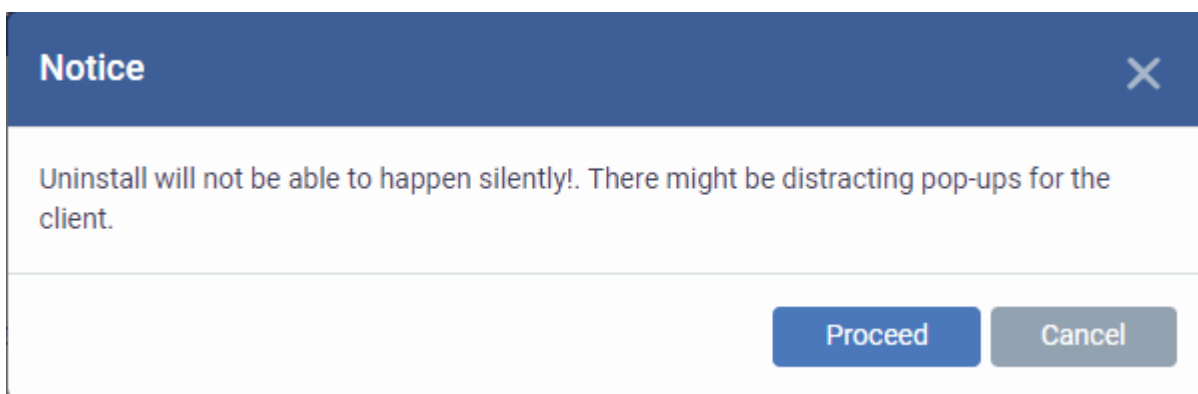 Notice
Uninstall will not be able to happen silently!. There might be distracting pop-ups for the
client.
Proceed
Cancel